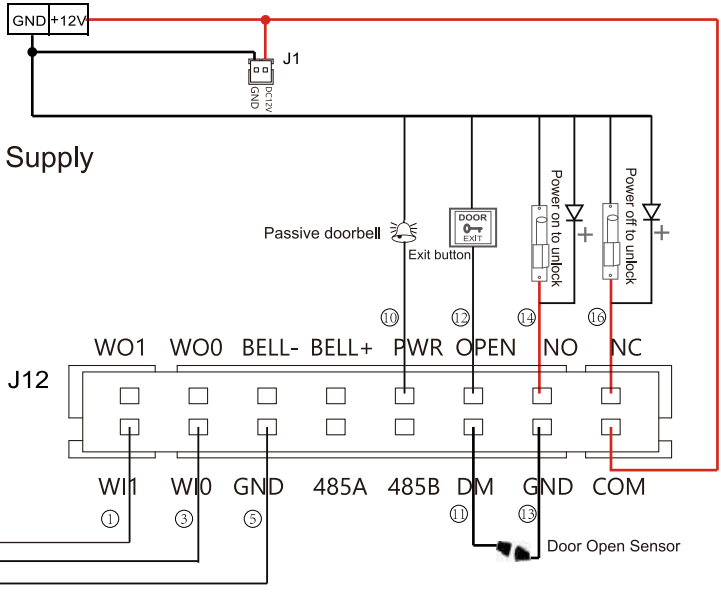 GND +12V
J1
GND DC12V
Supply
Passive doorbell
DOOR
EXIT
Exit button
Power on to unlock
+
Power off to unlock
+
10 12 14 16
WO1 WO0 BELL- BELL+ PWR OPEN NO NC
J12
WI1 WI0 GND 485A 485B DM GND COM
1 3 5 11 13
Door Open Sensor